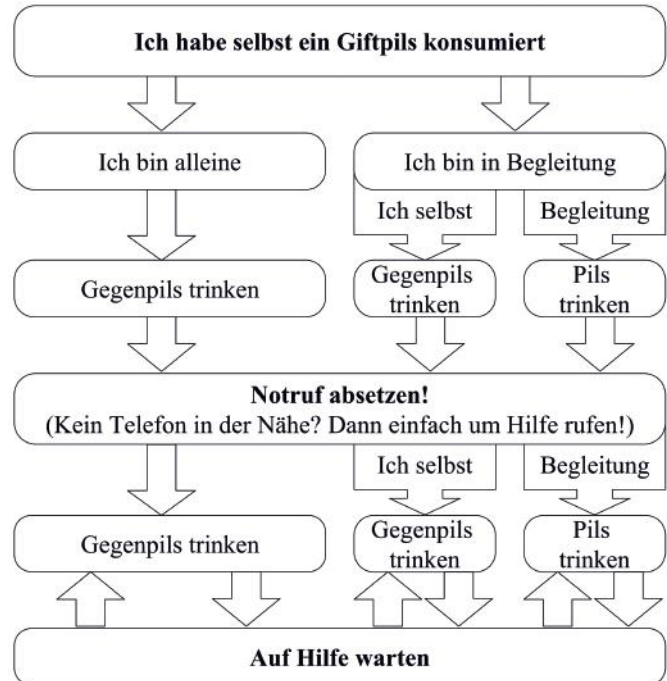 Ich habe selbst ein Giftpils konsumiert
Ich bin alleine
Ich bin in Begleitung
Ich selbst
Begleitung
Gegenpils trinken
Gegenpils
trinken
Pils
trinken
Notruf absetzen!
(Kein Telefon in der Nähe? Dann einfach um Hilfe rufen!)
Ich selbst
Begleitung
Gegenpils trinken
Gegenpils
trinken
Pils
trinken
Auf Hilfe warten